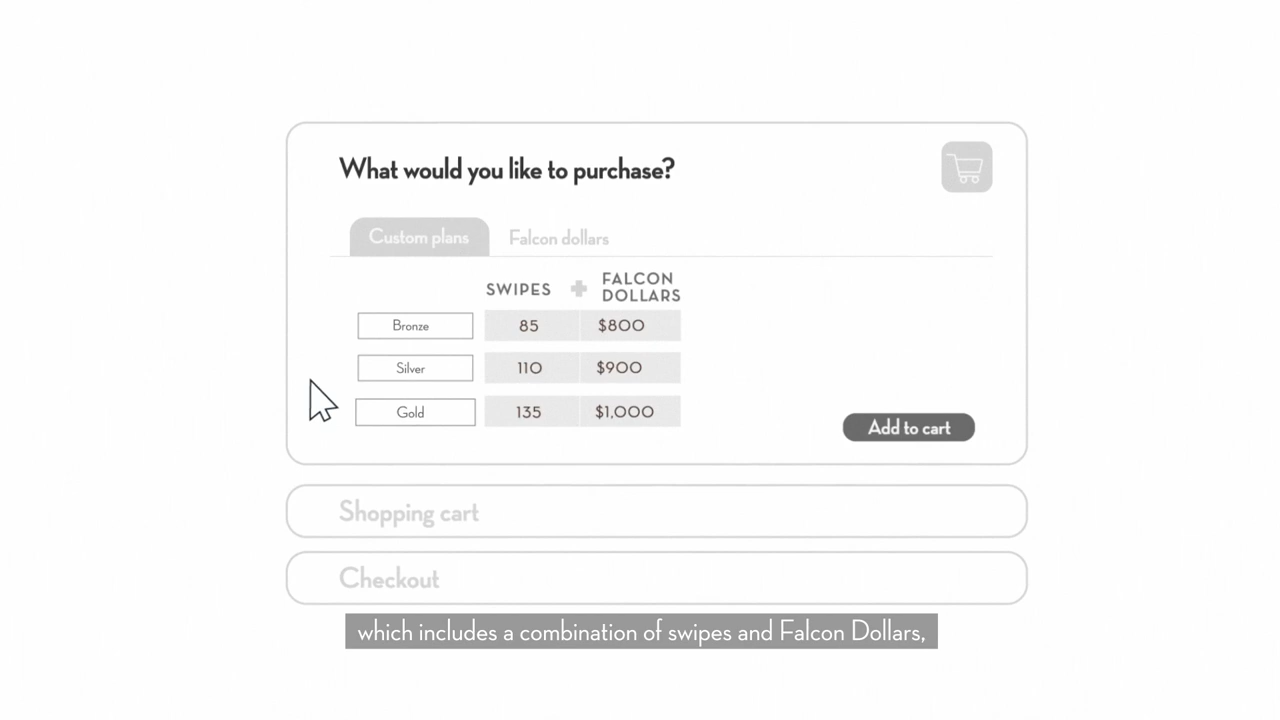 What would you like to purchase?
Custom plans Falcon dollars
SWIPES + FALCON DOLLARS
Bronze 85 $800
Silver 110 $900
Gold 135 $1,000
Add to cart
Shopping cart
Checkout
which includes a combination of swipes and Falcon Dollars,